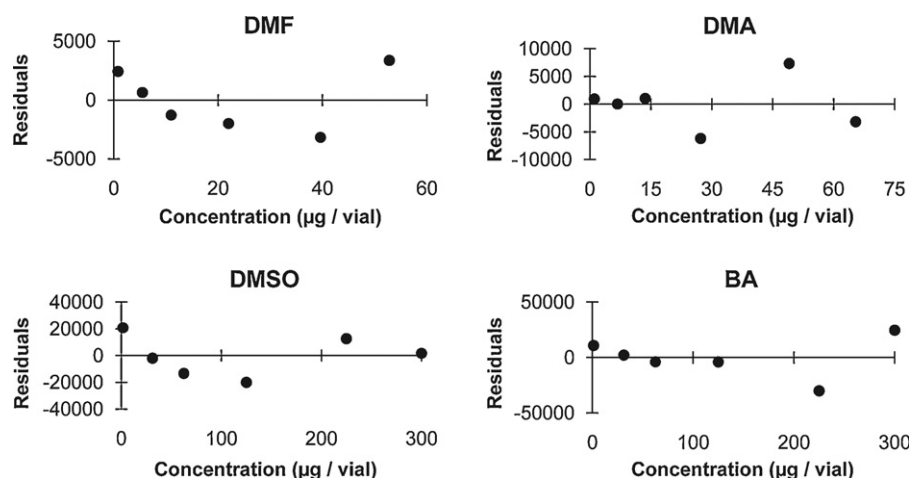 DMF
Residuals
5000
0
-5000
0
20
40
60
Concentration (µg / vial)
DMA
Residuals
10000
5000
0
-5000
-10000
0
15
30
45
60
75
Concentration (µg / vial)
DMSO
Residuals
40000
20000
0
-20000
-40000
0
100
200
300
Concentration (µg / vial)
BA
Residuals
50000
0
-50000
0
100
200
300
Concentration (µg / vial)